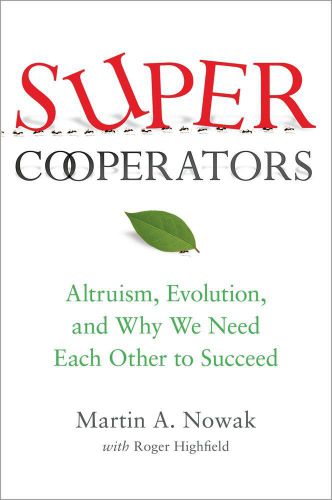 SUPER
COOPERATORS
Altruism, Evolution,
and Why We Need
Each Other to Succeed
Martin A. Nowak
with Roger Highfield